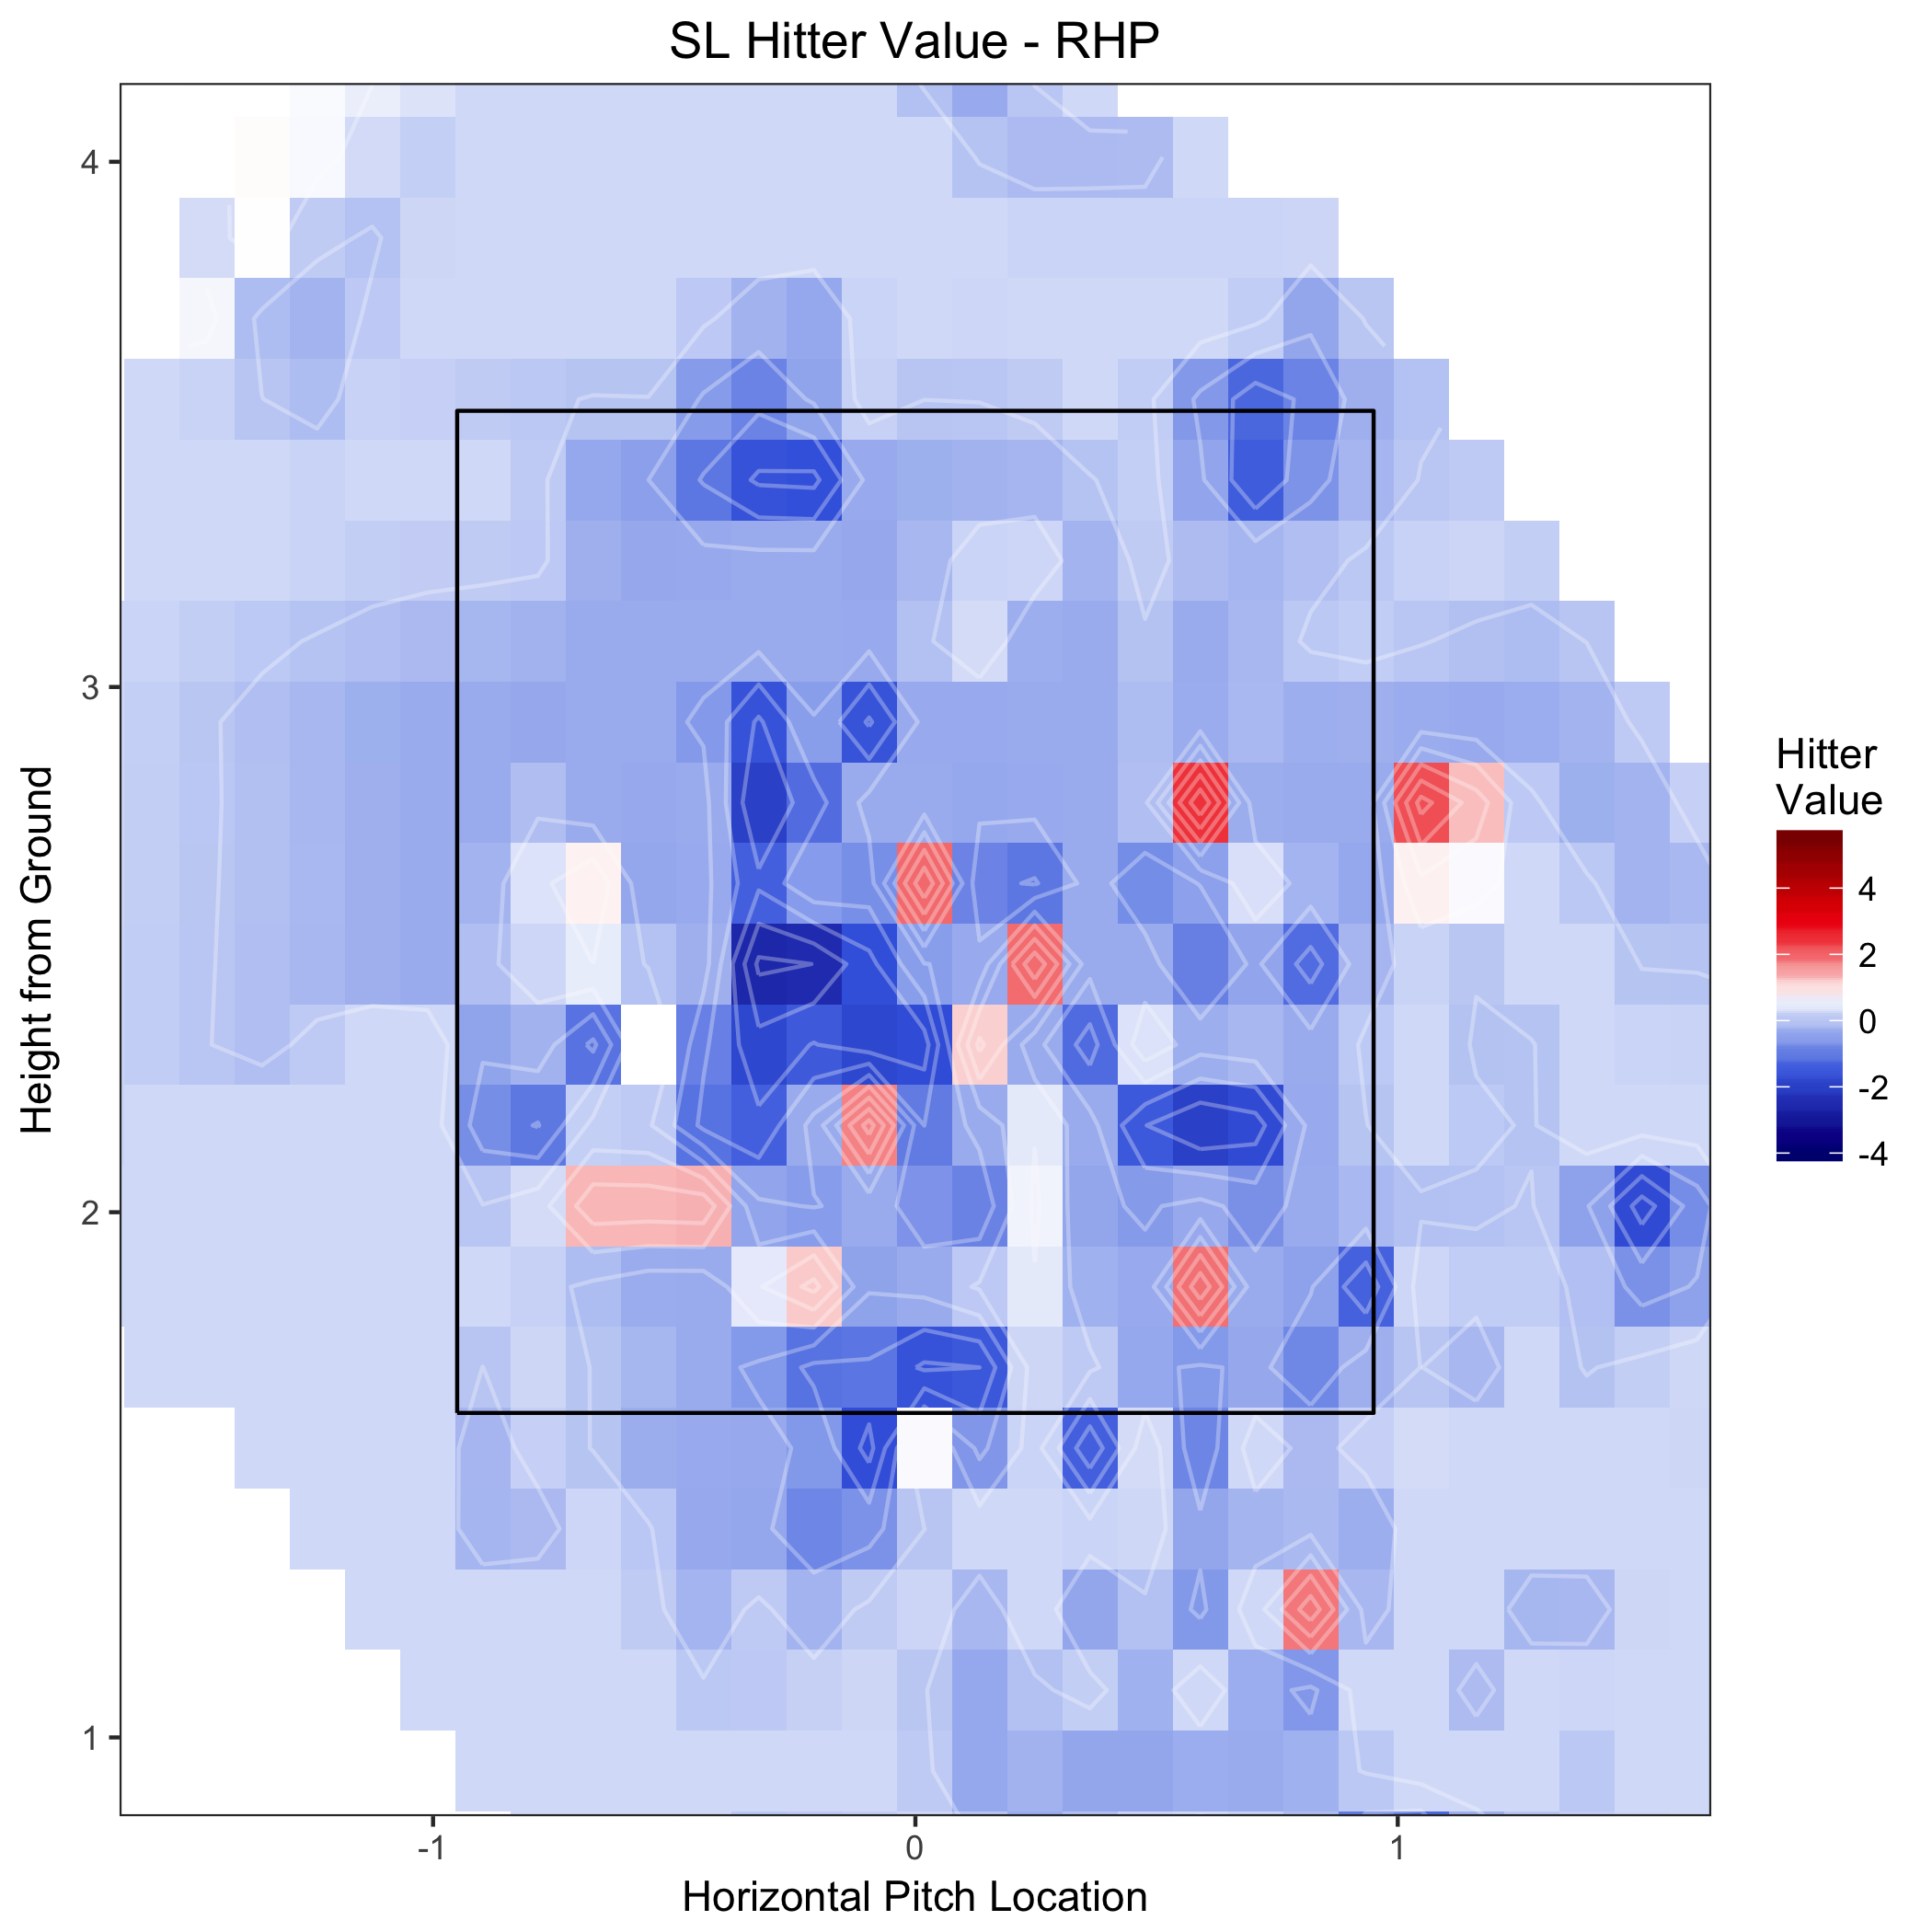 SL Hitter Value - RHP
Height from Ground
4
3
2
1
-1
0
1
Horizontal Pitch Location
Hitter
Value
4
2
0
-2
-4